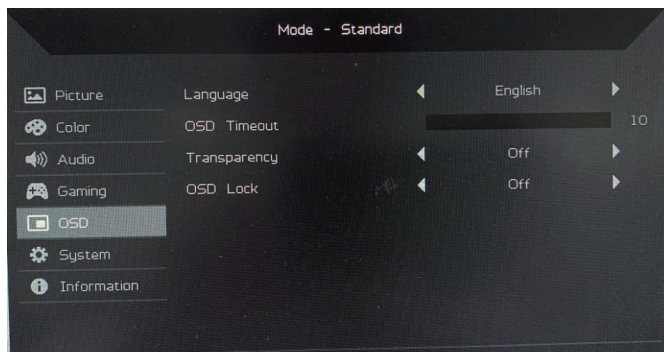 Mode - Standard
Picture
Language English
Color
OSD Timeout 10
Audio
Transparency Off
Gaming
OSD Lock Off
OSD
System
Information